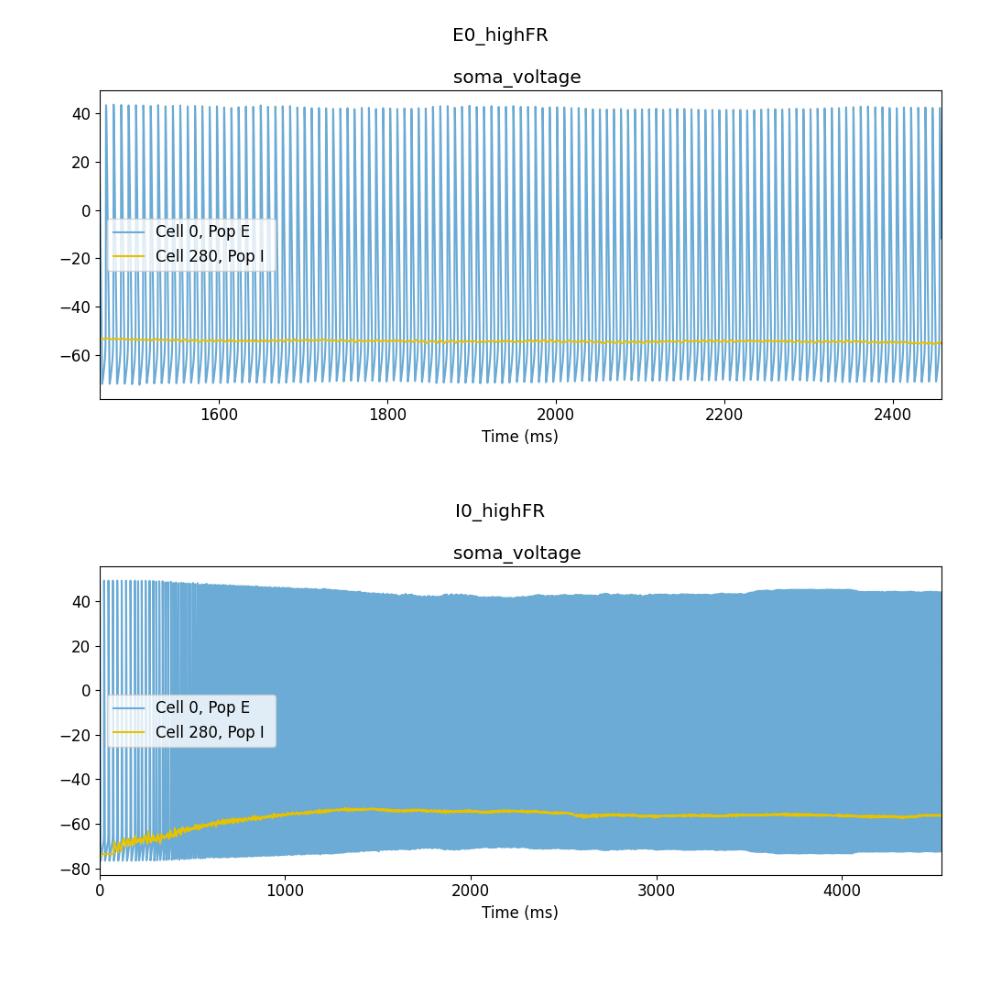 E0_highFR
soma_voltage
40
20
0
−20
−40
−60
Cell 0, Pop E
Cell 280, Pop I
1600 1800 2000 2200 2400
Time (ms)
I0_highFR
soma_voltage
40
20
0
−20
−40
−60
−80
Cell 0, Pop E
Cell 280, Pop I
0 1000 2000 3000 4000
Time (ms)